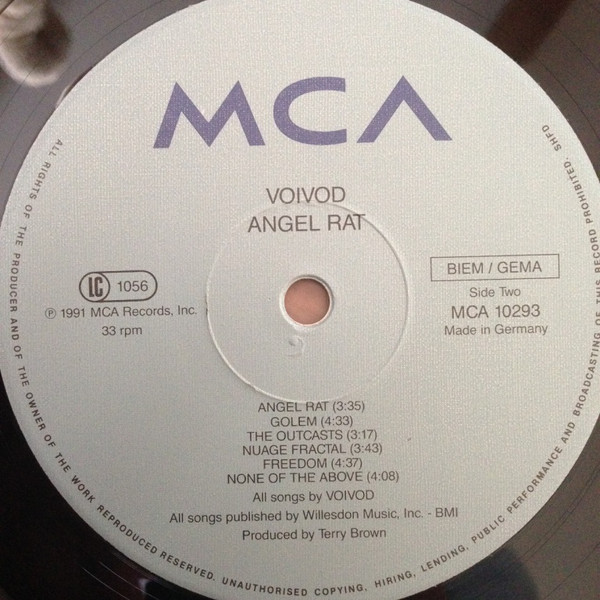 MCA
VOIVOD
ANGEL RAT
LC 1056
℗ 1991 MCA Records, Inc.
33 rpm
BIEM / GEMA
Side Two
MCA 10293
Made in Germany
9
ANGEL RAT (3:35)
GOLEM (4:33)
THE OUTCASTS (3:17)
NUAGE FRACTAL (3:43)
FREEDOM (4:37)
NONE OF THE ABOVE (4:08)
All songs by VOIVOD
All songs published by Willesdon Music, Inc. - BMI
Produced by Terry Brown
ALL RIGHTS OF THE PRODUCER AND OF THE OWNER OF THE WORK REPRODUCED RESERVED. UNAUTHORISED COPYING, HIRING, LENDING, PUBLIC PERFORMANCE AND BROADCASTING OF THIS RECORD PROHIBITED. SHFD